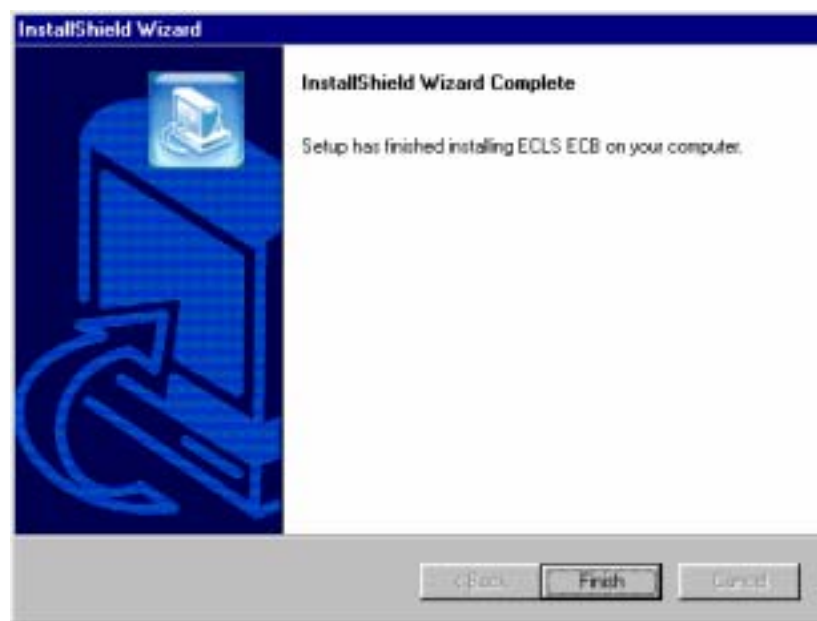 InstallShield Wizard
InstallShield Wizard Complete
Setup has finished installing ECLS ECB on your computer.
< Back
Finish
Cancel